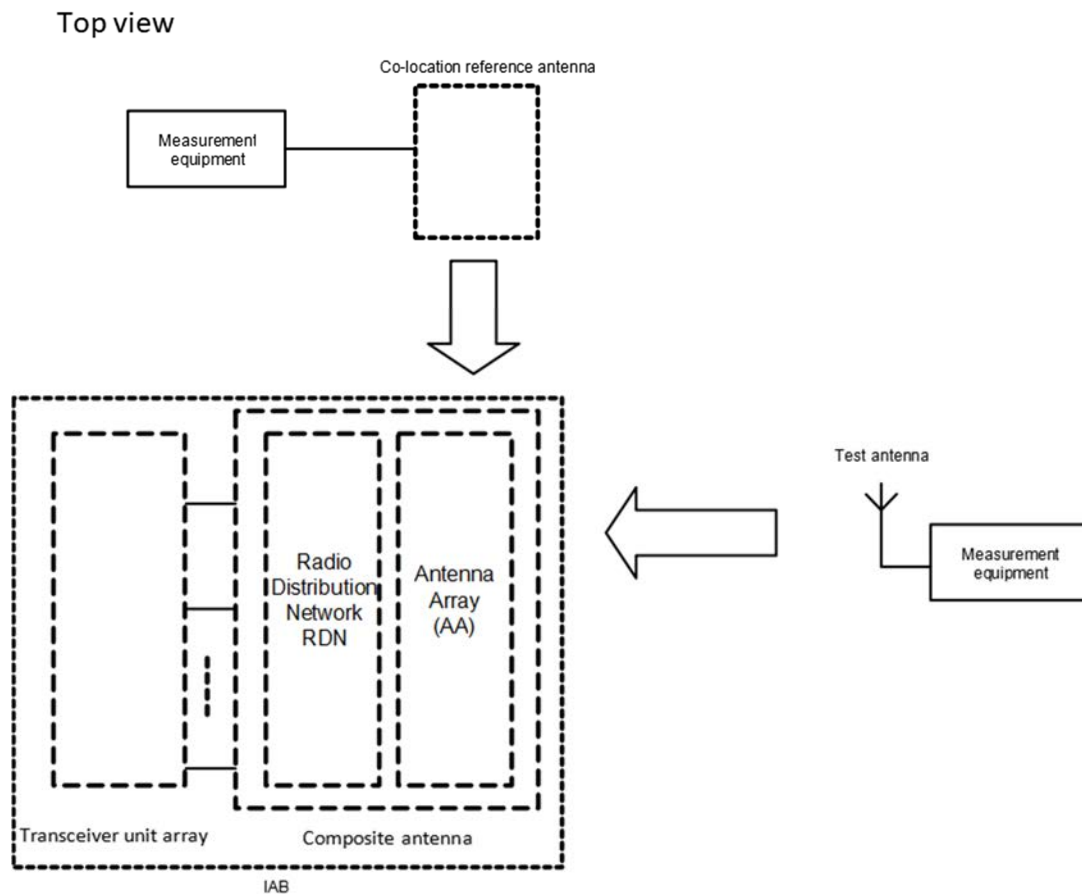 Top view
Co-location reference antenna
Measurement
equipment
Test antenna
Measurement
equipment
Radio
Distribution
Network
RDN
Antenna
Array
(AA)
Transceiver unit array
Composite antenna
IAB